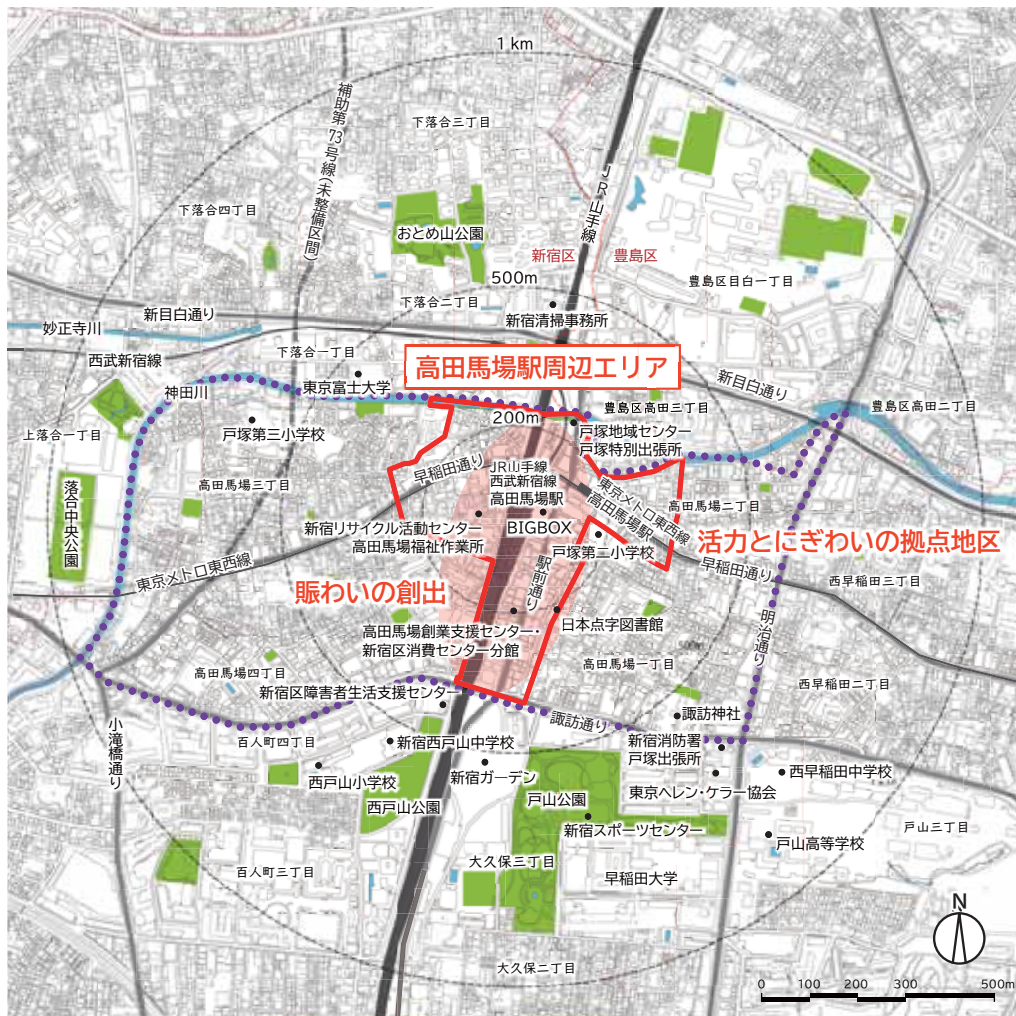 1 km
補助第73号線(未整備区間)
下落合三丁目
JR山手線
下落合四丁目
おとめ山公園
新宿区
豊島区
500m
豊島区目白一丁目
下落合二丁目
新目白通り
新宿清掃事務所
妙正寺川
西武新宿線
下落合一丁目
高田馬場駅周辺エリア
新目白通り
神田川
東京富士大学
豊島区高田三丁目
豊島区高田二丁目
200m
上落合一丁目
戸塚第三小学校
戸塚地域センター
戸塚特別出張所
早稲田通り
JR山手線
西武新宿線
高田馬場駅
落合中央公園
高田馬場三丁目
東京メトロ東西線
高田馬場駅
高田馬場二丁目
新宿リサイクル活動センター
高田馬場福祉作業所
BIGBOX
戸塚第二小学校
活力とにぎわいの拠点地区
東京メトロ東西線
早稲田通り
西早稲田三丁目
賑わいの創出
駅前通り
高田馬場創業支援センター・
新宿区消費センター分館
日本点字図書館
明治通り
高田馬場四丁目
高田馬場一丁目
西早稲田二丁目
新宿区障害者生活支援センター
諏訪通り
諏訪神社
小滝橋通り
百人町四丁目
新宿西戸山中学校
新宿消防署
戸塚出張所
西戸山小学校
新宿ガーデン
西早稲田中学校
東京ヘレン・ケラー協会
西戸山公園
戸山公園
新宿スポーツセンター
戸山三丁目
戸山高等学校
大久保三丁目
百人町三丁目
早稲田大学
N
大久保二丁目
0 100 200 300 500m